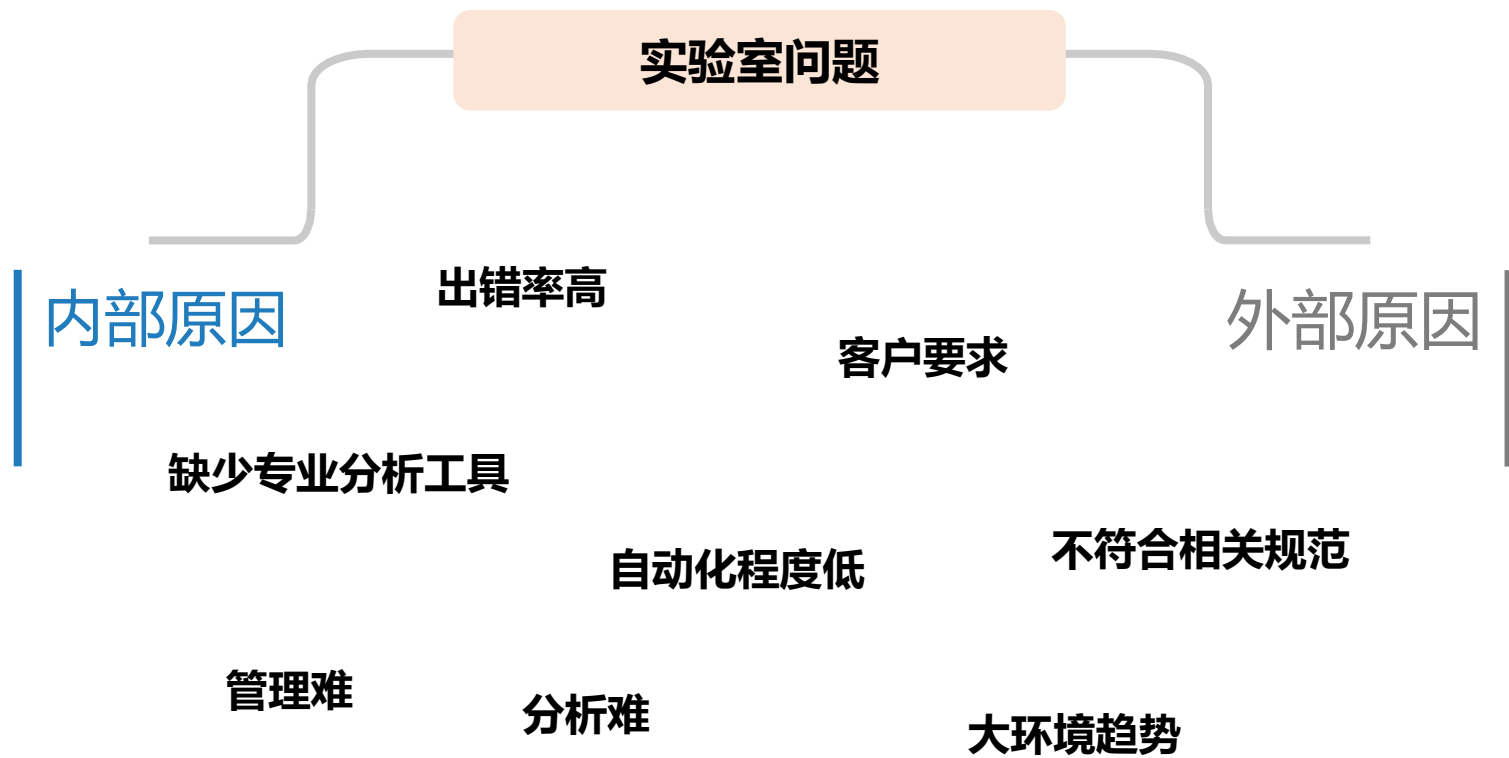 实验室问题
内部原因
外部原因
出错率高
客户要求
缺少专业分析工具
不符合相关规范
自动化程度低
管理难
分析难
大环境趋势